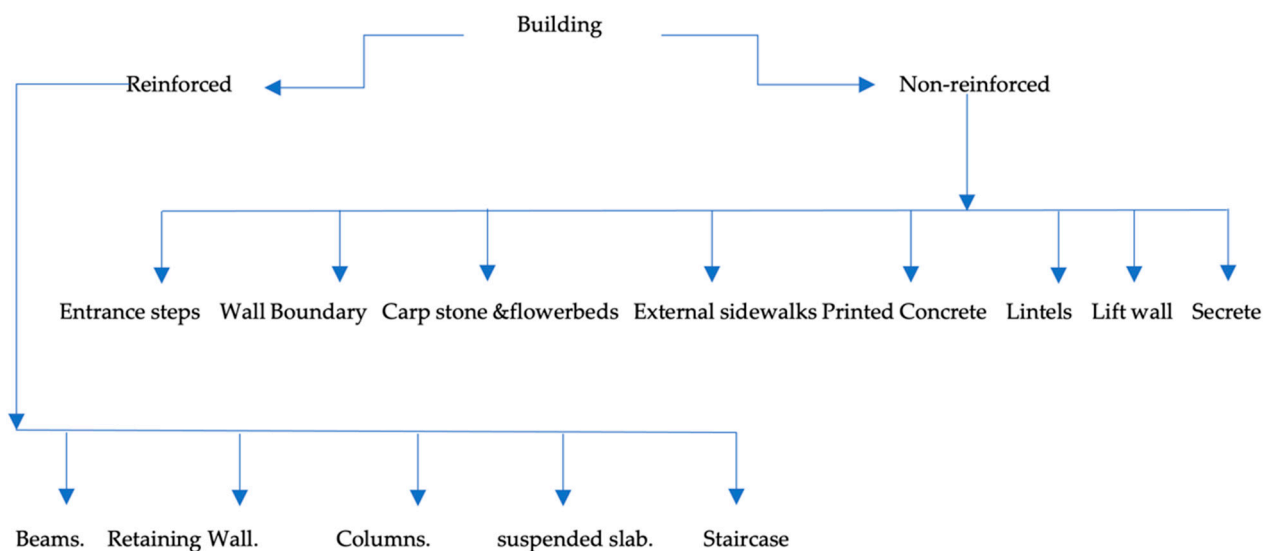 Building
Reinforced Non-reinforced
Entrance steps Wall Boundary Carp stone &flowerbeds External sidewalks Printed Concrete Lintels Lift wall Secrete
Beams. Retaining Wall. Columns. suspended slab. Staircase